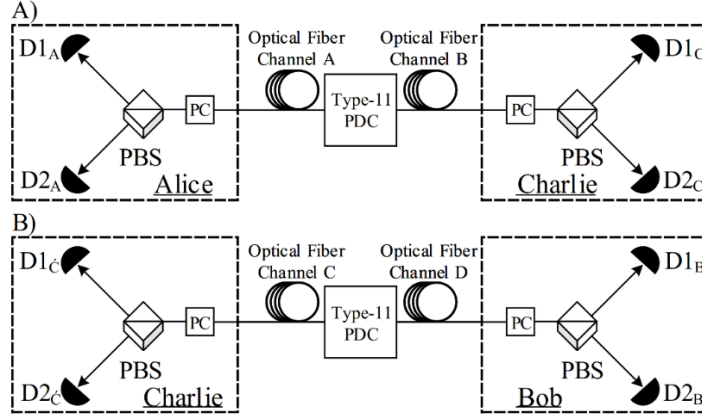 A)
D1A
Optical Fiber
Channel A
Optical Fiber
Channel B
D1C
PC
Type-11
PDC
PC
PBS
PBS
D2A
Alice
Charlie
D2C
B)
D1Ċ
Optical Fiber
Channel C
Optical Fiber
Channel D
D1B
PC
Type-11
PDC
PC
PBS
PBS
D2Ċ
Charlie
Bob
D2B